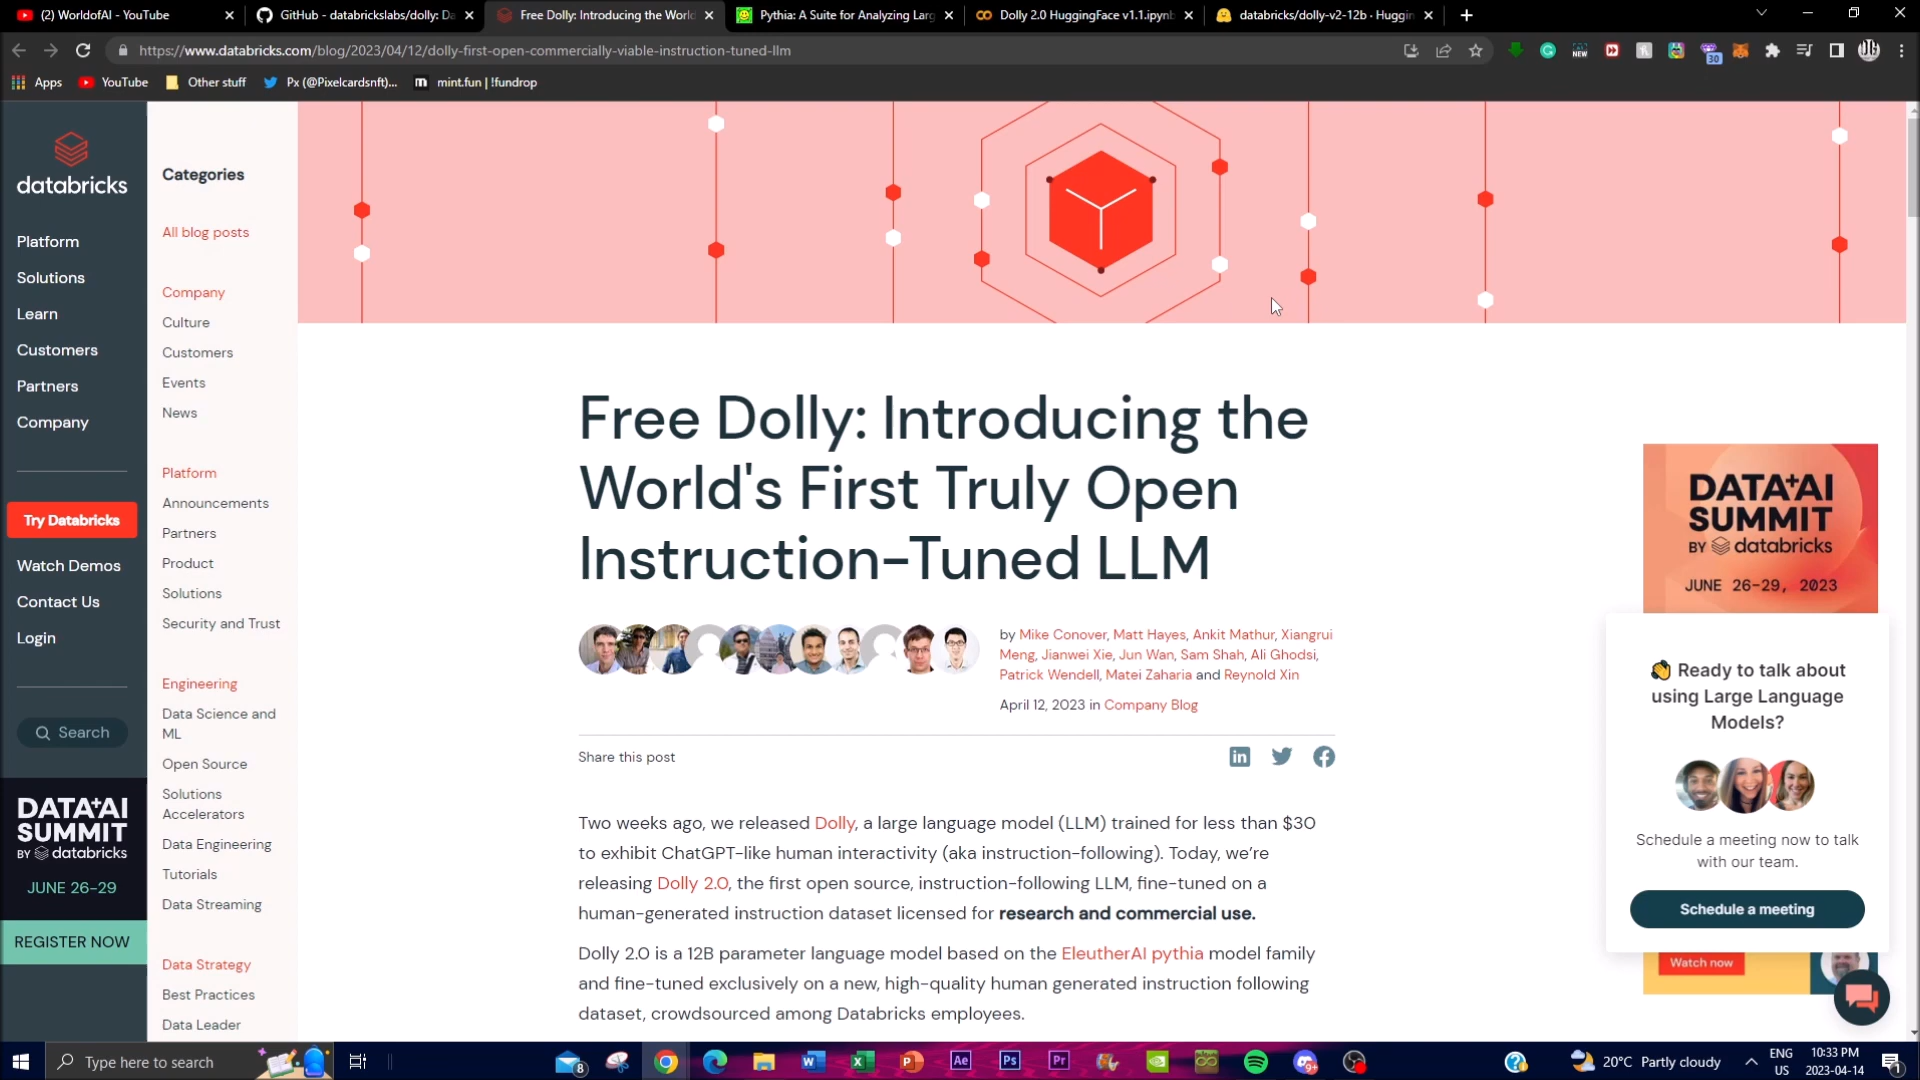 (2) WorldofAI - YouTube
GitHub - databrickslabs/dolly: Da
Free Dolly: Introducing the World
Pythia: A Suite for Analyzing Larg
Dolly 2.0 HuggingFace v1.1.ipynb
databricks/dolly-v2-12b · Huggin
https://www.databricks.com/blog/2023/04/12/dolly-first-open-commercially-viable-instruction-tuned-llm
NEW
30
Apps
YouTube
Other stuff
Px (@Pixelcardsnft)...
mint.fun | !fundrop
databricks
Platform
Solutions
Learn
Customers
Partners
Company
Try Databricks
Watch Demos
Contact Us
Login
Search
DATA+AI
SUMMIT
BY databricks
JUNE 26-29
REGISTER NOW
Categories
All blog posts
Company
Culture
Customers
Events
News
Platform
Announcements
Partners
Product
Solutions
Security and Trust
Engineering
Data Science and
ML
Open Source
Solutions
Accelerators
Data Engineering
Tutorials
Data Streaming
Data Strategy
Best Practices
Data Leader
Free Dolly: Introducing the
World's First Truly Open
Instruction-Tuned LLM
by Mike Conover, Matt Hayes, Ankit Mathur, Xiangrui
Meng, Jianwei Xie, Jun Wan, Sam Shah, Ali Ghodsi,
Patrick Wendell, Matei Zaharia and Reynold Xin
April 12, 2023 in Company Blog
Share this post
Two weeks ago, we released Dolly, a large language model (LLM) trained for less than $30
to exhibit ChatGPT-like human interactivity (aka instruction-following). Today, we're
releasing Dolly 2.0, the first open source, instruction-following LLM, fine-tuned on a
human-generated instruction dataset licensed for research and commercial use.
Dolly 2.0 is a 12B parameter language model based on the EleutherAI pythia model family
and fine-tuned exclusively on a new, high-quality human generated instruction following
dataset, crowdsourced among Databricks employees.
DATA+AI
SUMMIT
BY databricks
JUNE 26-29, 2023
Ready to talk about
using Large Language
Models?
Schedule a meeting now to talk
with our team.
Schedule a meeting
Watch now
Type here to search
8
Ae
Ps
Pr
9+
20°C Partly cloudy
ENG
US
10:33 PM
2023-04-14
1